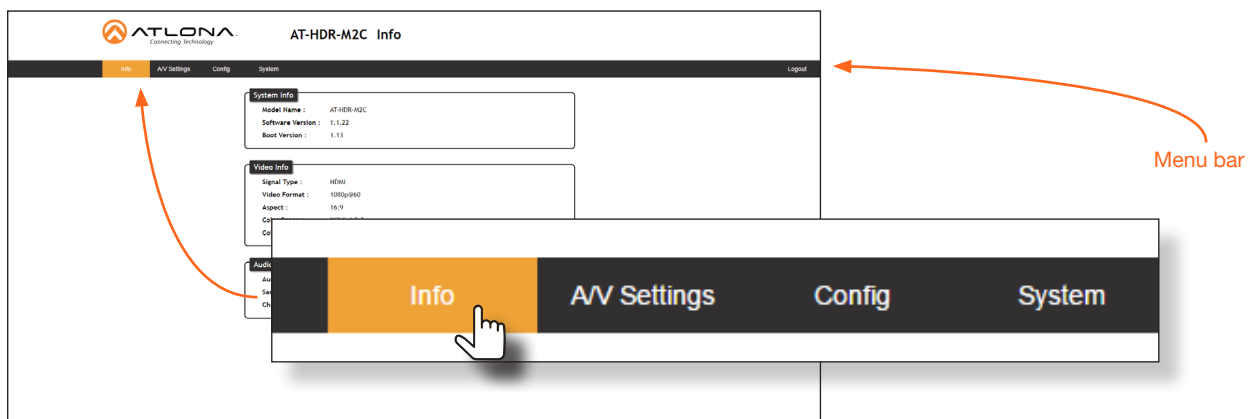 ATLONA.
Connecting Technology
AT-HDR-M2C Info
Info A/V Settings Config System Logout
Menu bar
System Info
Model Name : AT-HDR-M2C
Software Version : 1.1.22
Boot Version : 1.13
Video Info
Signal Type : HDMI
Video Format : 1080p@60
Aspect : 16:9
Info A/V Settings Config System